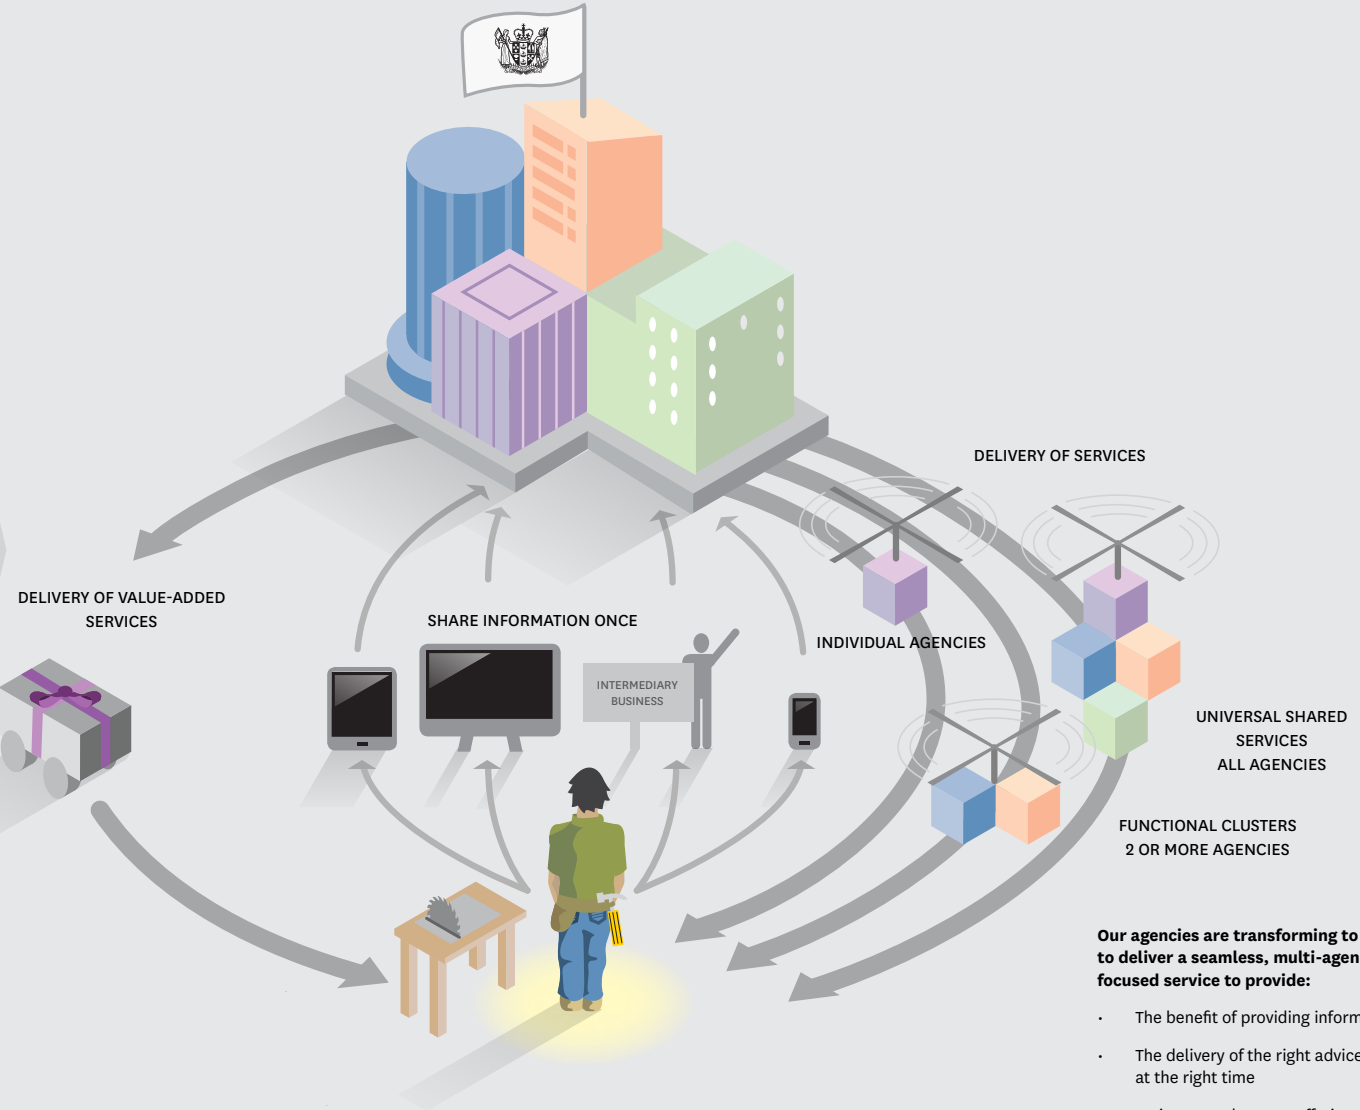 DELIVERY OF SERVICES
DELIVERY OF VALUE-ADDED
SERVICES
SHARE INFORMATION ONCE
INDIVIDUAL AGENCIES
INTERMEDIARY
BUSINESS
UNIVERSAL SHARED
SERVICES
ALL AGENCIES
FUNCTIONAL CLUSTERS
2 OR MORE AGENCIES
Our agencies are transforming to
to deliver a seamless, multi-agen
focused service to provide:
· The benefit of providing inform
· The delivery of the right advice
at the right time